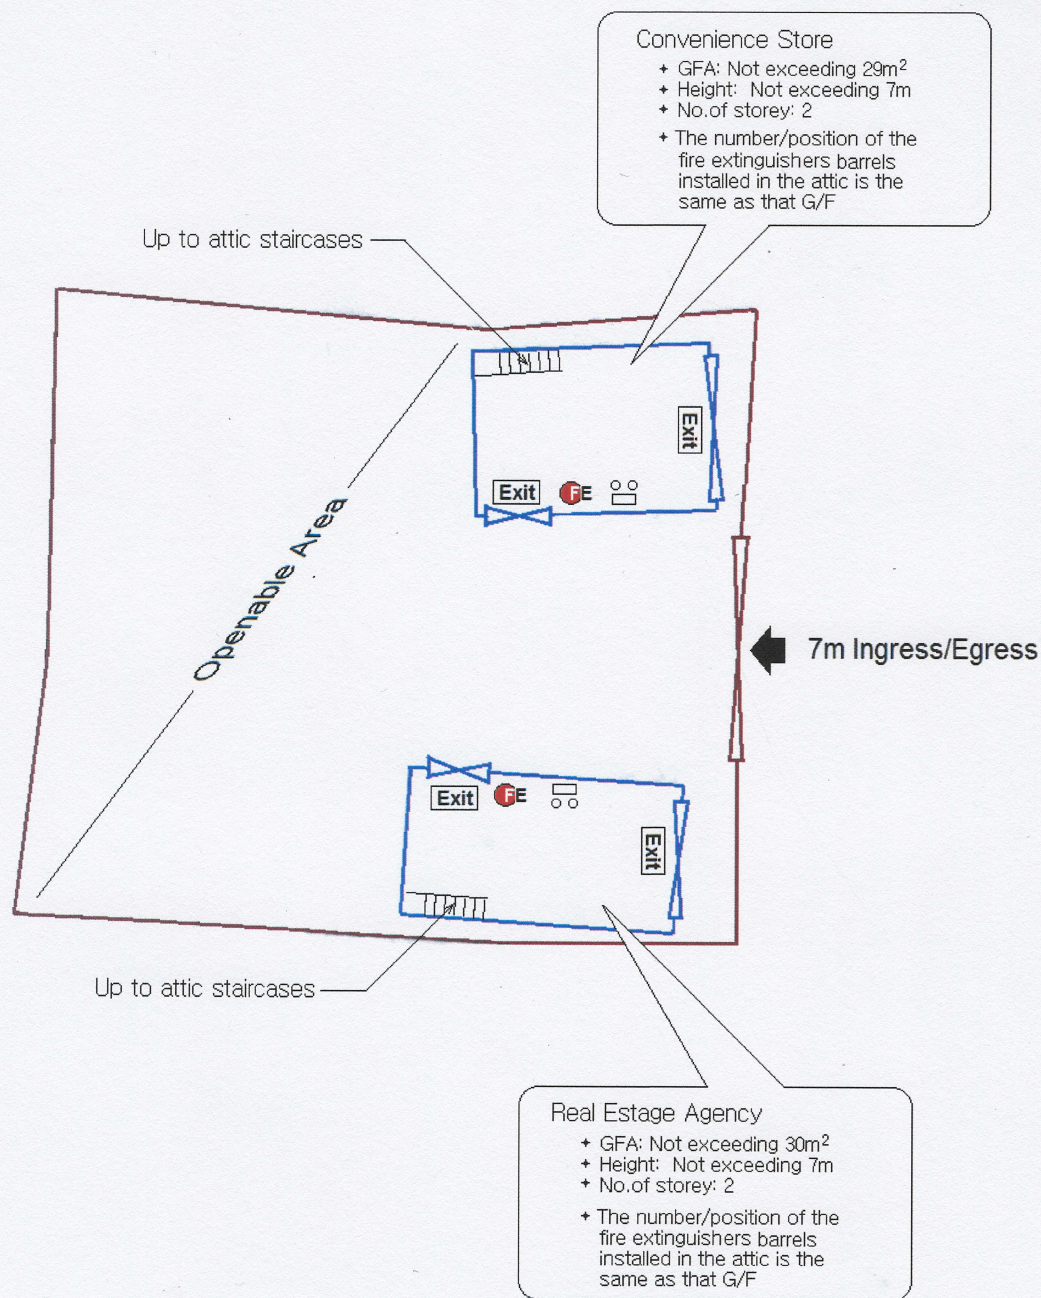 Convenience Store
✦ GFA: Not exceeding 29m²
✦ Height: Not exceeding 7m
✦ No.of storey: 2
✦ The number/position of the
fire extinguishers barrels
installed in the attic is the
same as that G/F
Up to attic staircases
Exit
Exit
FE
Openable Area
7m Ingress/Egress
Exit
FE
Exit
Up to attic staircases
Real Estage Agency
✦ GFA: Not exceeding 30m²
✦ Height: Not exceeding 7m
✦ No.of storey: 2
✦ The number/position of the
fire extinguishers barrels
installed in the attic is the
same as that G/F